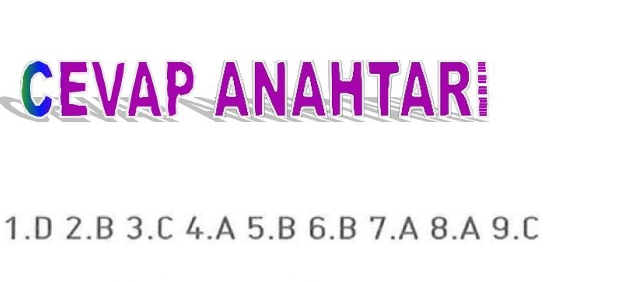 CEVAP ANAHTARI
1.D 2.B 3.C 4.A 5.B 6.B 7.A 8.A 9.C